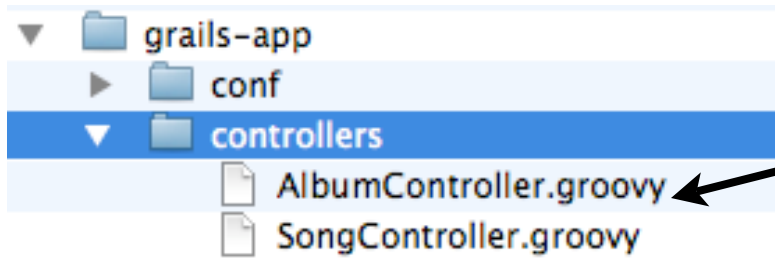 grails-app
conf
controllers
AlbumController.groovy
SongController.groovy